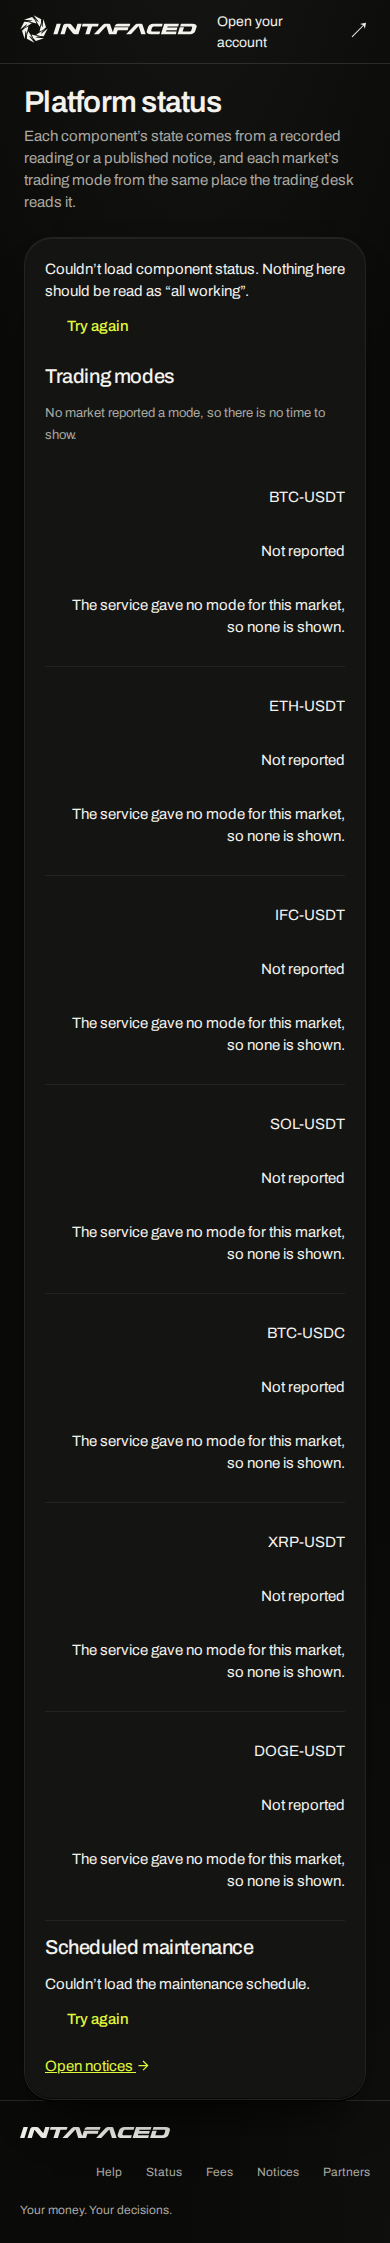 INTAFACED
Open your
account
Platform status
Each component’s state comes from a recorded
reading or a published notice, and each market’s
trading mode from the same place the trading desk
reads it.
Couldn’t load component status. Nothing here
should be read as “all working”.
Try again
Trading modes
No market reported a mode, so there is no time to
show.
BTC-USDT
Not reported
The service gave no mode for this market,
so none is shown.
ETH-USDT
Not reported
The service gave no mode for this market,
so none is shown.
IFC-USDT
Not reported
The service gave no mode for this market,
so none is shown.
SOL-USDT
Not reported
The service gave no mode for this market,
so none is shown.
BTC-USDC
Not reported
The service gave no mode for this market,
so none is shown.
XRP-USDT
Not reported
The service gave no mode for this market,
so none is shown.
DOGE-USDT
Not reported
The service gave no mode for this market,
so none is shown.
Scheduled maintenance
Couldn’t load the maintenance schedule.
Try again
Open notices →
INTAFACED
Help Status Fees Notices Partners
Your money. Your decisions.